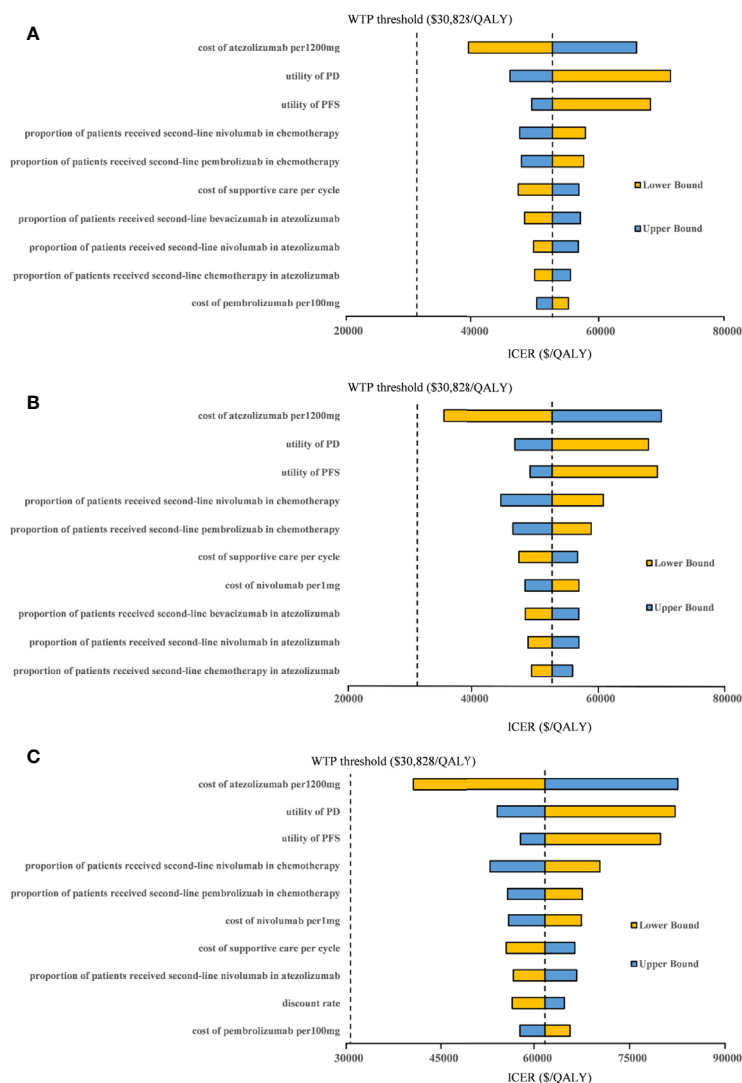 A
WTP threshold ($30,828/QALY)
cost of atezolizumab per1200mg
utility of PD
utility of PFS
proportion of patients received second-line nivolumab in chemotherapy
proportion of patients received second-line pembrolizuab in chemotherapy
cost of supportive care per cycle
proportion of patients received second-line bevacizumab in atezolizumab
proportion of patients received second-line nivolumab in atezolizumab
proportion of patients received second-line chemotherapy in atezolizumab
cost of pembrolizumab per100mg
Lower Bound
Upper Bound
20000 40000 60000 80000
ICER ($/QALY)
B
WTP threshold ($30,828/QALY)
cost of atezolizumab per1200mg
utility of PD
utility of PFS
proportion of patients received second-line nivolumab in chemotherapy
proportion of patients received second-line pembrolizuab in chemotherapy
cost of supportive care per cycle
cost of nivolumab per1mg
proportion of patients received second-line bevacizumab in atezolizumab
proportion of patients received second-line nivolumab in atezolizumab
proportion of patients received second-line chemotherapy in atezolizumab
Lower Bound
Upper Bound
20000 40000 60000 80000
ICER ($/QALY)
C
WTP threshold ($30,828/QALY)
cost of atezolizumab per1200mg
utility of PD
utility of PFS
proportion of patients received second-line nivolumab in chemotherapy
proportion of patients received second-line pembrolizuab in chemotherapy
cost of nivolumab per1mg
cost of supportive care per cycle
proportion of patients received second-line nivolumab in atezolizumab
discount rate
cost of pembrolizumab per100mg
Lower Bound
Upper Bound
30000 45000 60000 75000 90000
ICER ($/QALY)